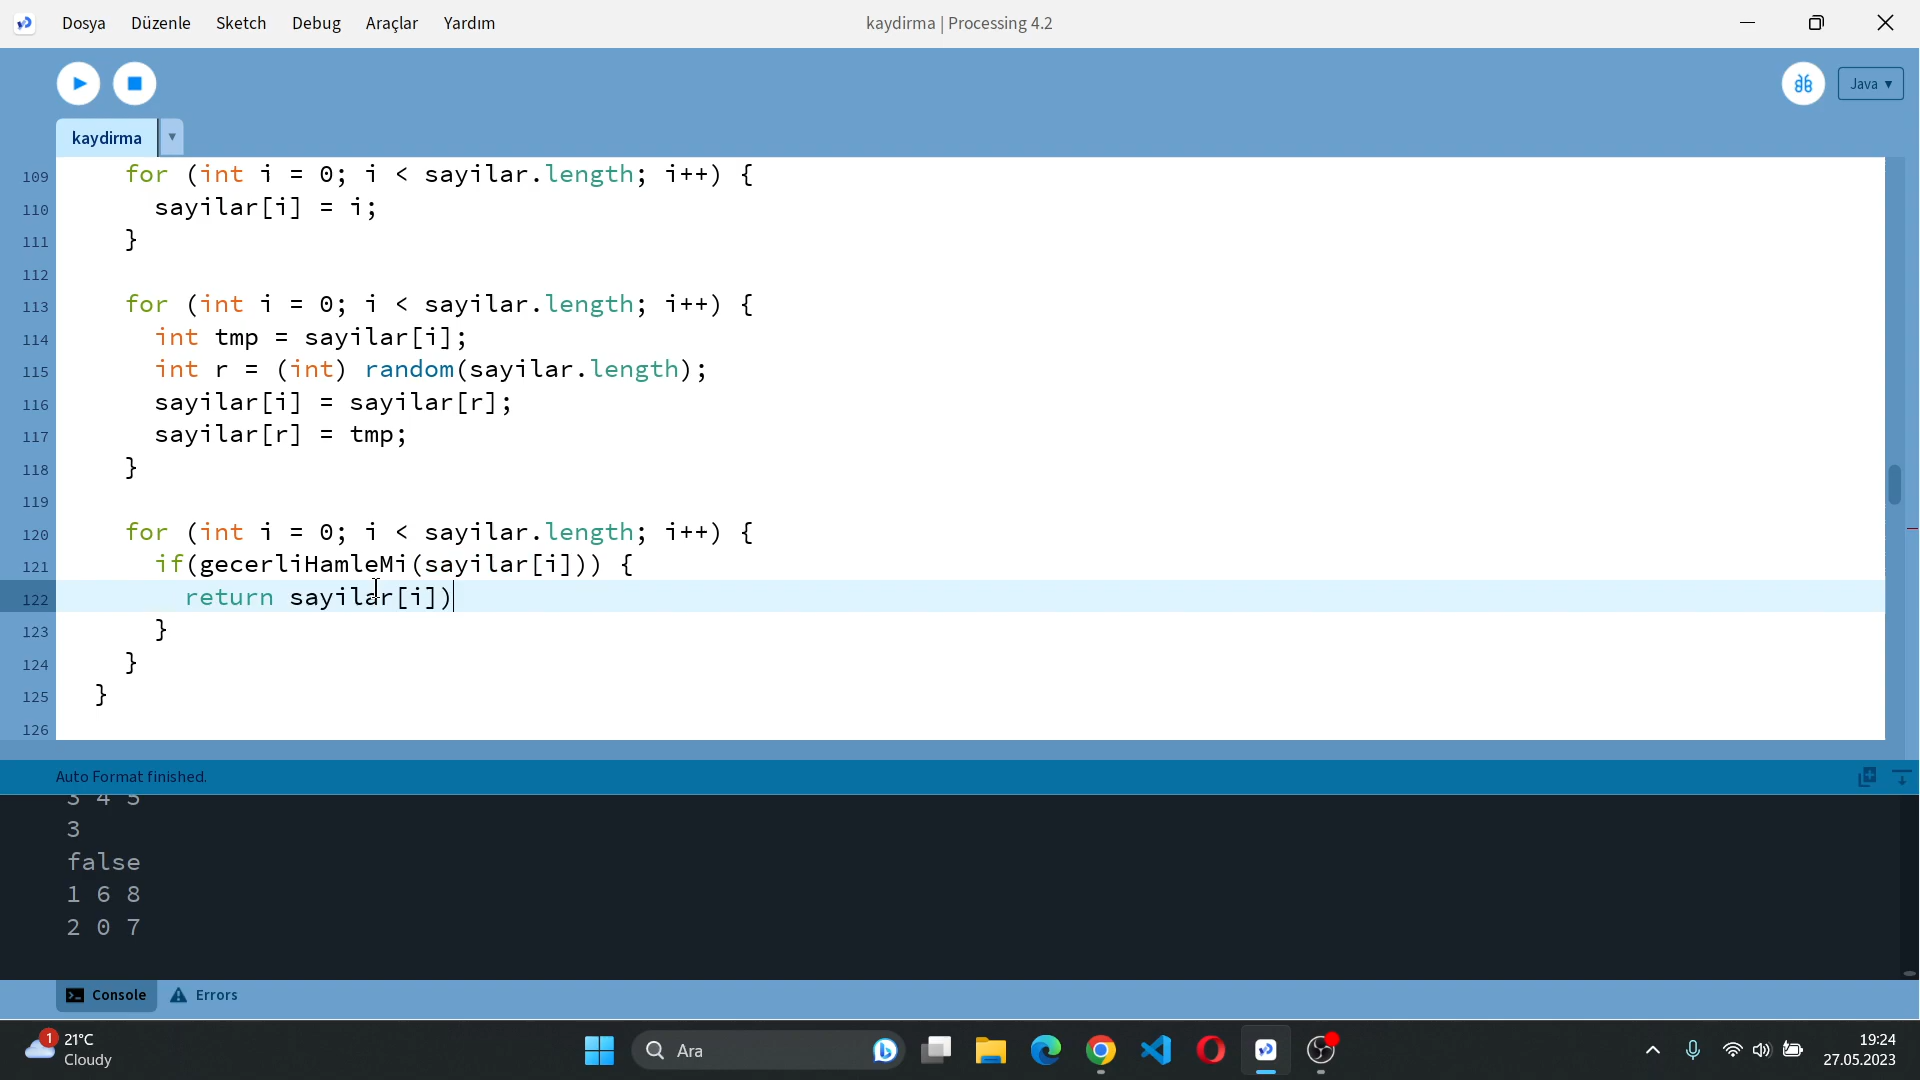 Dosya Düzenle Sketch Debug Araçlar Yardım kaydirma | Processing 4.2
Java ▾
kaydirma ▾
109 for (int i = 0; i < sayilar.length; i++) {
110 sayilar[i] = i;
111 }
112
113 for (int i = 0; i < sayilar.length; i++) {
114 int tmp = sayilar[i];
115 int r = (int) random(sayilar.length);
116 sayilar[i] = sayilar[r];
117 sayilar[r] = tmp;
118 }
119
120 for (int i = 0; i < sayilar.length; i++) {
121 if(gecerliHamleMi(sayilar[i])) {
122 return sayilar[i])
123 }
124 }
125 }
126
Auto Format finished.
3 4 5
3
false
1 6 8
2 0 7
Console Errors
1 21°C
Cloudy
Ara
19:24
27.05.2023